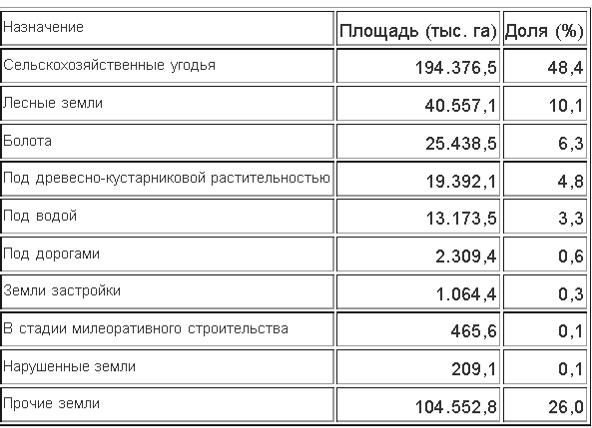 Назначение Площадь (тыс. га) Доля (%)
Сельскохозяйственные угодья 194.376,5 48,4
Лесные земли 40.557,1 10,1
Болота 25.438,5 6,3
Под древесно-кустарниковой растительностью 19.392,1 4,8
Под водой 13.173,5 3,3
Под дорогами 2.309,4 0,6
Земли застройки 1.064,4 0,3
В стадии милеоративного строительства 465,6 0,1
Нарушенные земли 209,1 0,1
Прочие земли 104.552,8 26,0